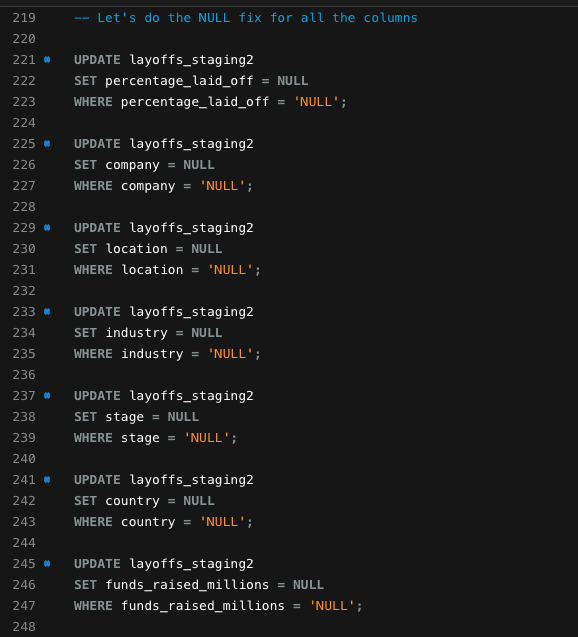 219 -- Let's do the NULL fix for all the columns
220
221 UPDATE layoffs_staging2
222 SET percentage_laid_off = NULL
223 WHERE percentage_laid_off = 'NULL';
224
225 UPDATE layoffs_staging2
226 SET company = NULL
227 WHERE company = 'NULL';
228
229 UPDATE layoffs_staging2
230 SET location = NULL
231 WHERE location = 'NULL';
232
233 UPDATE layoffs_staging2
234 SET industry = NULL
235 WHERE industry = 'NULL';
236
237 UPDATE layoffs_staging2
238 SET stage = NULL
239 WHERE stage = 'NULL';
240
241 UPDATE layoffs_staging2
242 SET country = NULL
243 WHERE country = 'NULL';
244
245 UPDATE layoffs_staging2
246 SET funds_raised_millions = NULL
247 WHERE funds_raised_millions = 'NULL';
248